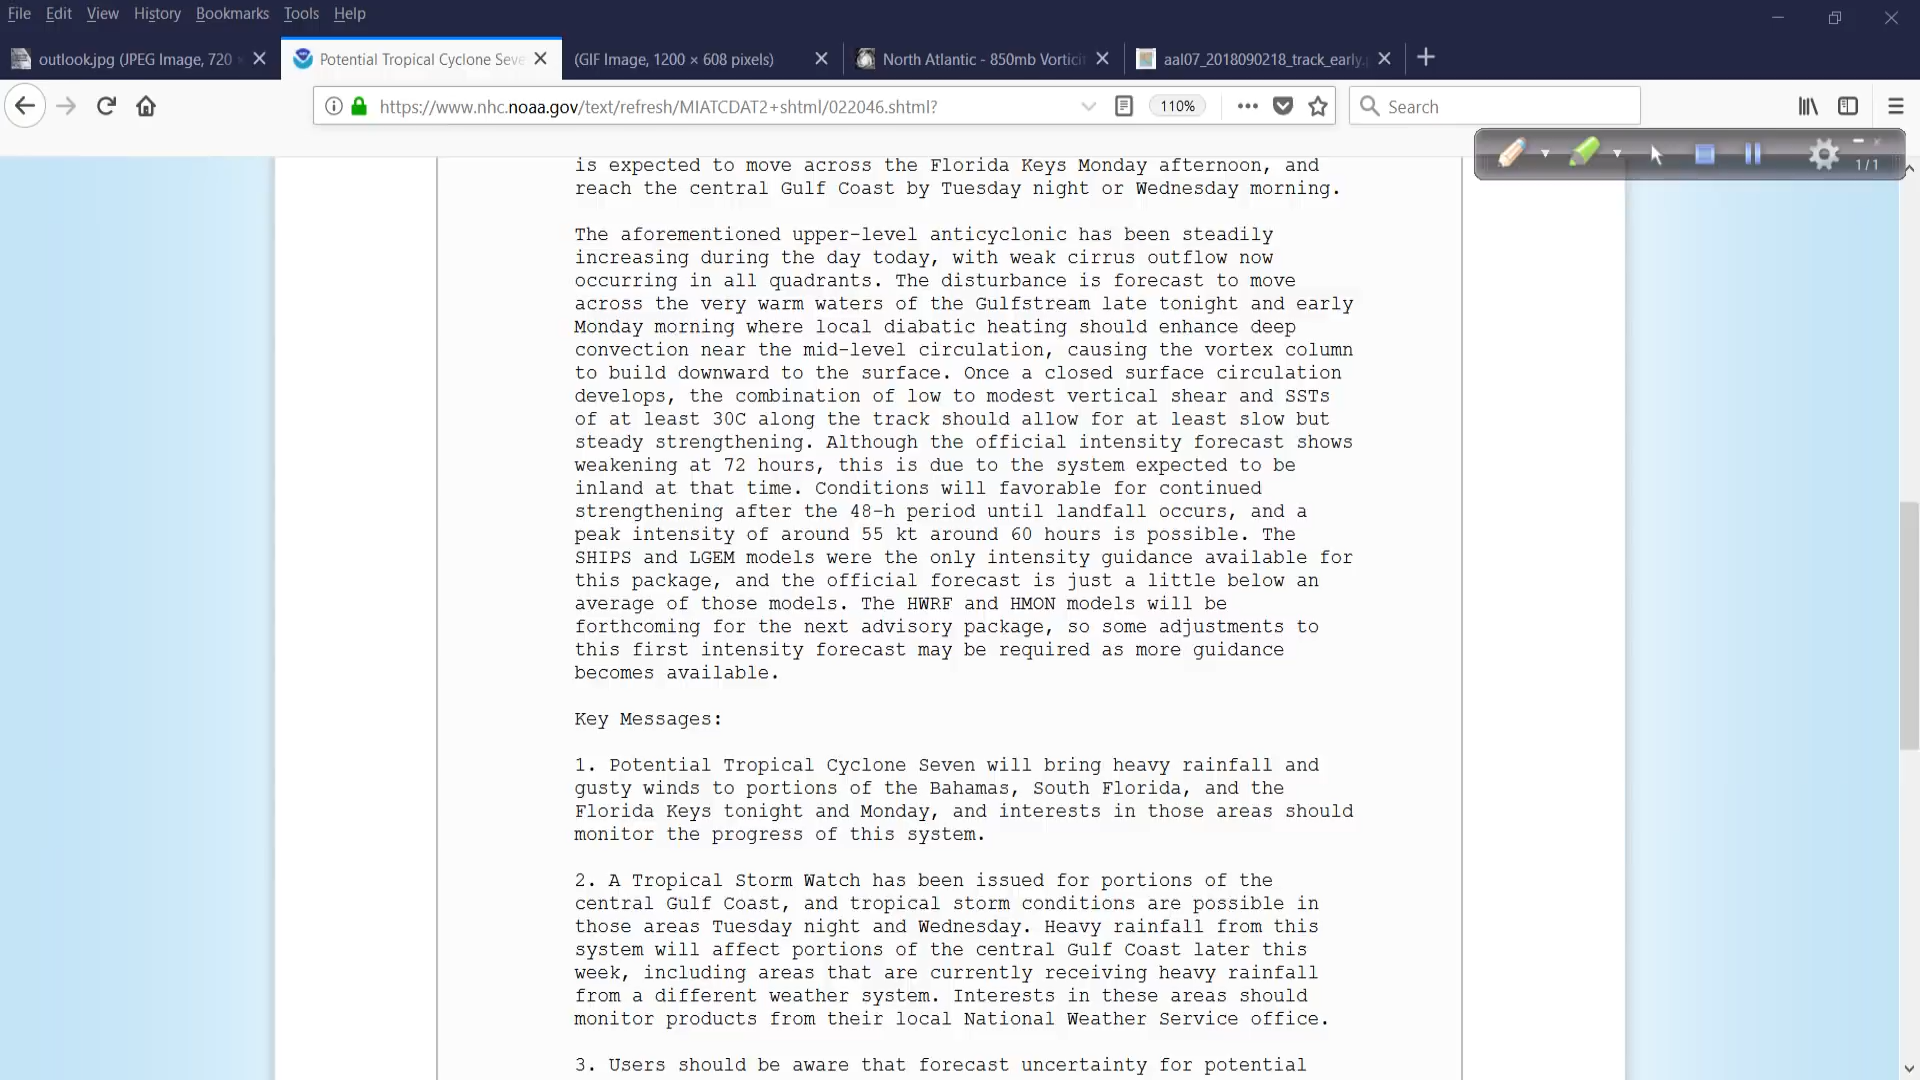 File Edit View History Bookmarks Tools Help
outlook.jpg (JPEG Image, 720
Potential Tropical Cyclone Seve
(GIF Image, 1200 × 608 pixels)
North Atlantic - 850mb Vortici
aal07_2018090218_track_early.
https://www.nhc.noaa.gov/text/refresh/MIATCDAT2+shtml/022046.shtml?
110%
Search
1/1
is expected to move across the Florida Keys Monday afternoon, and
reach the central Gulf Coast by Tuesday night or Wednesday morning.
The aforementioned upper-level anticyclonic has been steadily
increasing during the day today, with weak cirrus outflow now
occurring in all quadrants. The disturbance is forecast to move
across the very warm waters of the Gulfstream late tonight and early
Monday morning where local diabatic heating should enhance deep
convection near the mid-level circulation, causing the vortex column
to build downward to the surface. Once a closed surface circulation
develops, the combination of low to modest vertical shear and SSTs
of at least 30C along the track should allow for at least slow but
steady strengthening. Although the official intensity forecast shows
weakening at 72 hours, this is due to the system expected to be
inland at that time. Conditions will favorable for continued
strengthening after the 48-h period until landfall occurs, and a
peak intensity of around 55 kt around 60 hours is possible. The
SHIPS and LGEM models were the only intensity guidance available for
this package, and the official forecast is just a little below an
average of those models. The HWRF and HMON models will be
forthcoming for the next advisory package, so some adjustments to
this first intensity forecast may be required as more guidance
becomes available.
Key Messages:
1. Potential Tropical Cyclone Seven will bring heavy rainfall and
gusty winds to portions of the Bahamas, South Florida, and the
Florida Keys tonight and Monday, and interests in those areas should
monitor the progress of this system.
2. A Tropical Storm Watch has been issued for portions of the
central Gulf Coast, and tropical storm conditions are possible in
those areas Tuesday night and Wednesday. Heavy rainfall from this
system will affect portions of the central Gulf Coast later this
week, including areas that are currently receiving heavy rainfall
from a different weather system. Interests in these areas should
monitor products from their local National Weather Service office.
3. Users should be aware that forecast uncertainty for potential